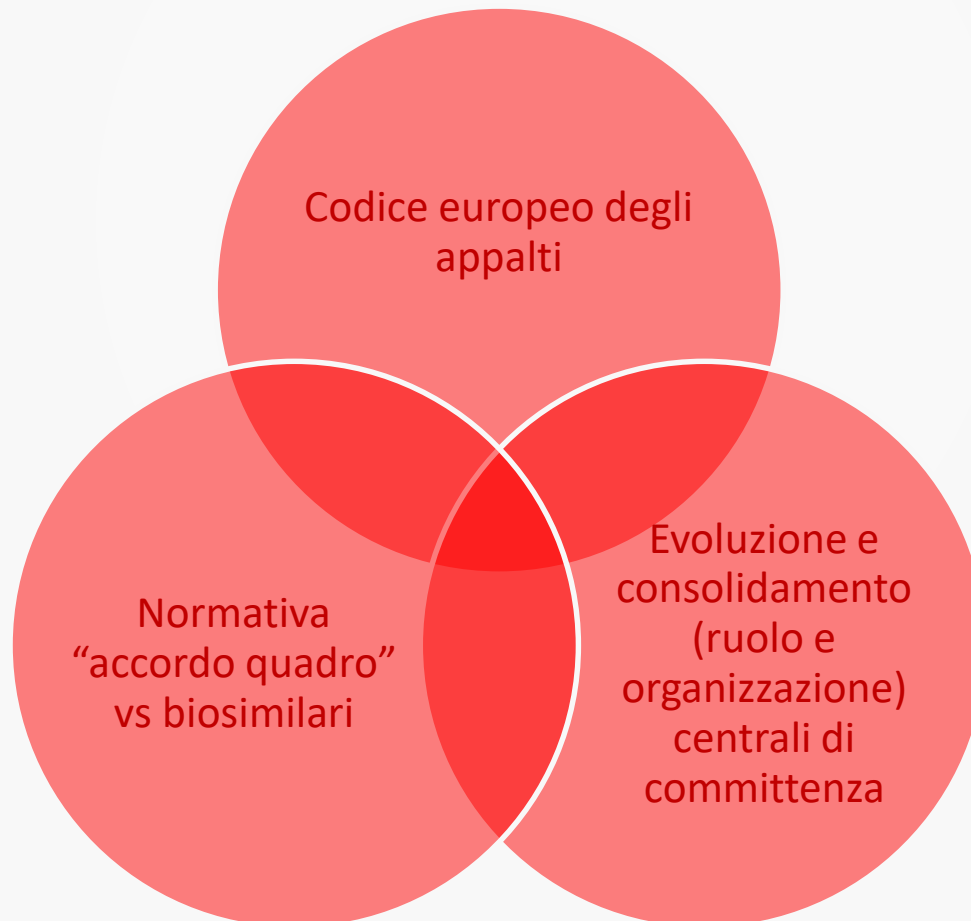 Codice europeo degli
appalti
Normativa
“accordo quadro”
vs biosimilari
Evoluzione e
consolidamento
(ruolo e
organizzazione)
centrali di
committenza